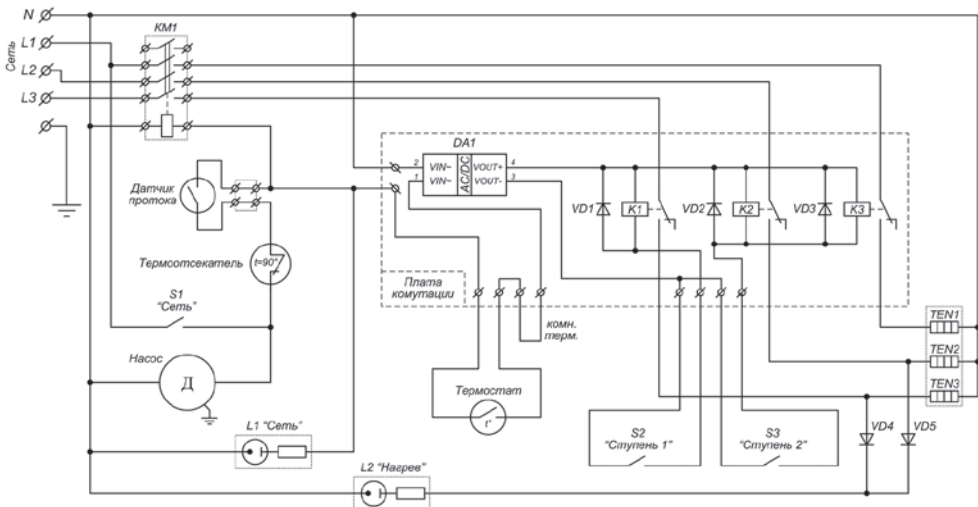 N
L1
L2
L3
Сеть
КМ1
Датчик
протока
Термоотсекатель
t=90°
S1
"Сеть"
Насос
Д
L1 "Сеть"
L2 "Нагрев"
DA1
2
VIN~
1
VIN~
AC/DC
VOUT+
4
VOUT-
3
VD1
K1
VD2
K2
VD3
K3
Плата
комутации
комн.
терм.
Термостат
t°
S2
"Ступень 1"
S3
"Ступень 2"
TEN1
TEN2
TEN3
VD4
VD5